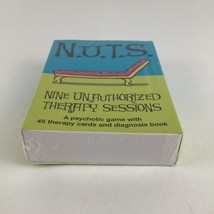 N.U.T.S.
NINE UNAUTHORIZED
THERAPY SESSIONS
A psychotic game with
45 therapy cards and diagnosis book